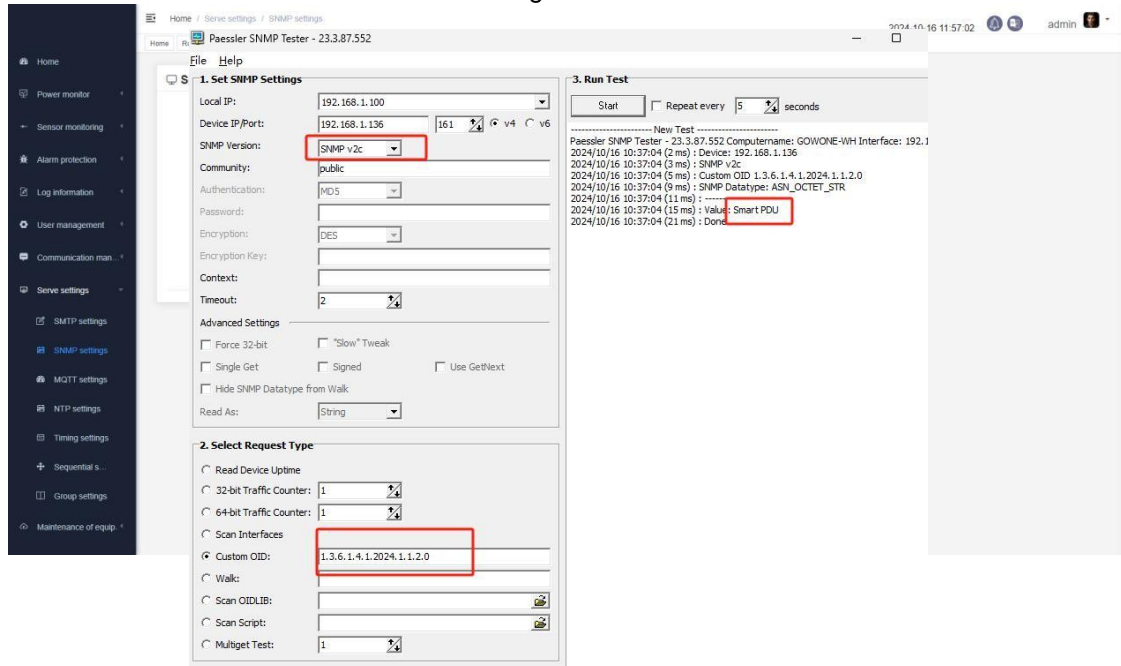 Home / Serve settings / SNMP settings
2024-10-16 11:57:02
admin
Home
Home
Power monitor
Sensor monitoring
Alarm protection
Log information
User management
Communication man...
Serve settings
SMTP settings
SNMP settings
MQTT settings
NTP settings
Timing settings
Sequential s...
Group settings
Maintenance of equip.
S
Paessler SNMP Tester - 23.3.87.552
File Help
1. Set SNMP Settings
Local IP: 192.168.1.100
Device IP/Port: 192.168.1.136 161 v4 v6
SNMP Version: SNMP v2c
Community: public
Authentication: MD5
Password:
Encryption: DES
Encryption Key:
Context:
Timeout: 2
Advanced Settings
Force 32-bit "Slow" Tweak
Single Get Signed Use GetNext
Hide SNMP Datatype from Walk
Read As: String
2. Select Request Type
Read Device Uptime
32-bit Traffic Counter: 1
64-bit Traffic Counter: 1
Scan Interfaces
Custom OID: 1.3.6.1.4.1.2024.1.1.2.0
Walk:
Scan OIDLIB:
Scan Script:
Multiget Test: 1
3. Run Test
Start Repeat every 5 seconds
----------------------- New Test -----------------------
Paessler SNMP Tester - 23.3.87.552 Computername: GOWONE-WH Interface: 192.1
2024/10/16 10:37:04 (2 ms) : Device: 192.168.1.136
2024/10/16 10:37:04 (3 ms) : SNMP v2c
2024/10/16 10:37:04 (5 ms) : Custom OID 1.3.6.1.4.1.2024.1.1.2.0
2024/10/16 10:37:04 (9 ms) : SNMP Datatype: ASN_OCTET_STR
2024/10/16 10:37:04 (11 ms) : -------
2024/10/16 10:37:04 (15 ms) : Value: Smart PDU
2024/10/16 10:37:04 (21 ms) : Done